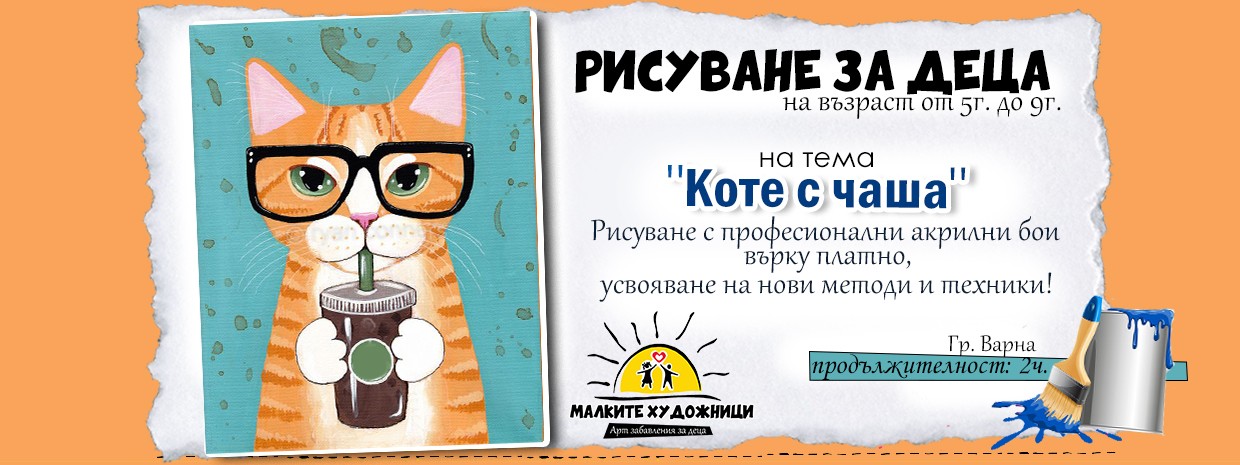 РИСУВАНЕ ЗА ДЕЦА
на възраст от 5г. до 9г.
на тема
"Коте с чаша"
Рисуване с професионални акрилни бои
върку платно,
усвояване на нови методи и техники!
Гр. Варна
продължителност: 2ч.
МАЛКИТЕ ХУДОЖНИЦИ
Арт забавления за деца